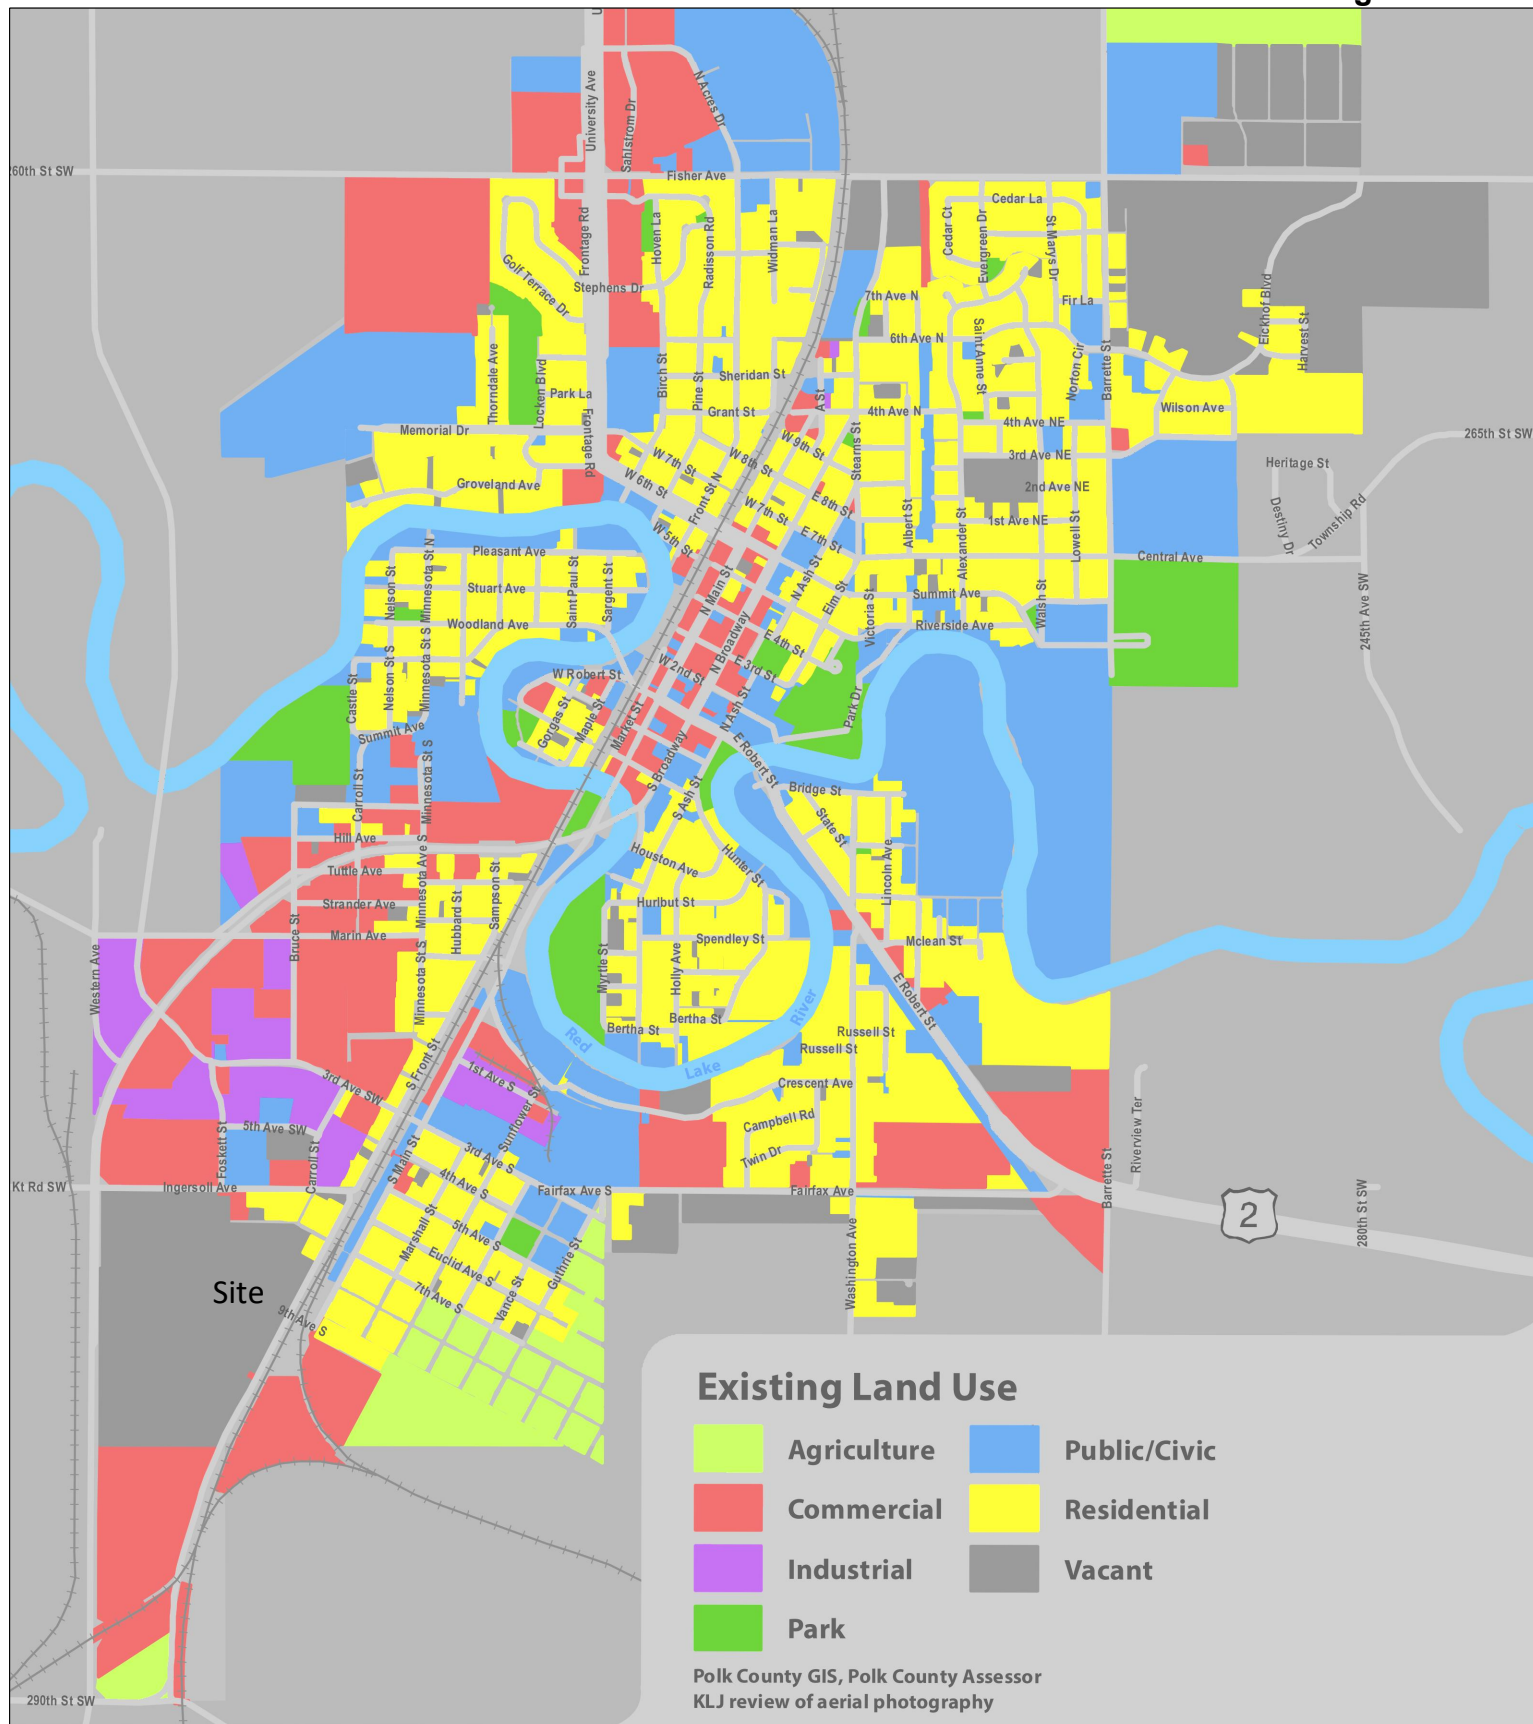 g
U
University Ave
Sahlstrom Dr
N Acres Dr
260th St SW
Fisher Ave
Cedar La
Frontage Rd
Hoven La
Radisson Rd
Widman La
Cedar Ct
Evergreen Dr
St Marys Dr
Golf Terrace Dr
Stephens Dr
7th Ave N
Fir La
Eickhof Blvd
Harvest St
6th Ave N
Saint Anne St
Norton Cir
Barrette St
Thorndale Ave
Locken Blvd
Park La
Birch St
Pine St
Sheridan St
A St
Grant St
4th Ave N
Wilson Ave
Frontage Rd
Memorial Dr
4th Ave NE
265th St SW
W 9th St
Stearns St
W 7th St
W 8th St
3rd Ave NE
Heritage St
W 6th St
Groveland Ave
Front St N
2nd Ave NE
E 8th St
W 7th St
Destiny Dr
Township Rd
W 5th St
E 7th St
Albert St
Alexander St
1st Ave NE
Lowell St
Pleasant Ave
Central Ave
Nelson St
Minnesota St N
Stuart Ave
Saint Paul St
Sargent St
N Main St
N Ash St
Elm St
Summit Ave
Walsh St
Woodland Ave
Victoria St
Riverside Ave
245th Ave SW
N Broadway
E 4th St
W 2nd St
E 3rd St
W Robert St
Castle St
Nelson St S
Minnesota St S
Gorgas St
Maple St
Market St
N Ash St
Park Dr
Summit Ave
E Robert St
S Broadway
Carroll St
Minnesota St S
Bridge St
S Ash St
State St
Hill Ave
Houston Ave
Hunter St
Lincoln Ave
Tuttle Ave
Minnesota Ave S
Hubbard St
Sampson St
Strander Ave
Hurlbut St
Marin Ave
Bruce St
Spendley St
Mclean St
Western Ave
Minnesota St S
Myrtle St
Holly Ave
E Robert St
Bertha St
Bertha St
Russell St
Russell St
Red
Lake
River
S Front St
3rd Ave SW
1st Ave S
Crescent Ave
Sunflower St
Campbell Rd
Twin Dr
5th Ave SW
Foskett St
Carroll St
S Main St
3rd Ave S
4th Ave S
Riverview Ter
Barrette St
Kt Rd SW
Ingersoll Ave
Fairfax Ave S
Fairfax Ave
280th St SW
2
Marshall St
5th Ave S
Euclid Ave S
Guthrie St
Washington Ave
Site
7th Ave S
Vance St
9th Ave S
Existing Land Use
Agriculture
Public/Civic
Commercial
Residential
Industrial
Vacant
Park
Polk County GIS, Polk County Assessor
KLJ review of aerial photography
290th St SW